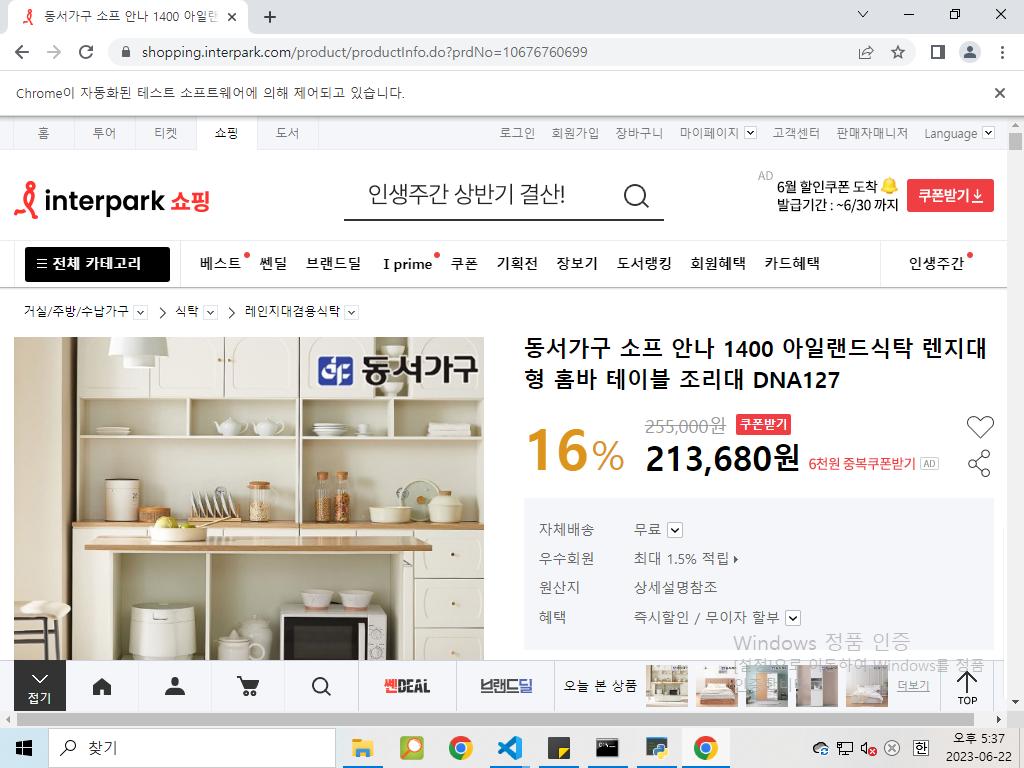 동서가구 소프 안나 1400 아일랜
shopping.interpark.com/product/productInfo.do?prdNo=10676760699
Chrome이 자동화된 테스트 소프트웨어에 의해 제어되고 있습니다.
홈 투어 티켓 쇼핑 도서 로그인 회원가입 장바구니 마이페이지 고객센터 판매자매니저 Language
interpark 쇼핑
인생주간 상반기 결산!
AD
6월 할인쿠폰 도착
발급기간 : ~6/30 까지
쿠폰받기
전체 카테고리 베스트 쎈딜 브랜드딜 I prime 쿠폰 기획전 장보기 도서랭킹 회원혜택 카드혜택 인생주간
거실/주방/수납가구 식탁 레인지대겸용식탁
동서가구
동서가구 소프 안나 1400 아일랜드식탁 렌지대
형 홈바 테이블 조리대 DNA127
16%
255,000원 쿠폰받기
213,680원 6천원 중복쿠폰받기 AD
자체배송 무료
우수회원 최대 1.5% 적립
원산지 상세설명참조
혜택 즉시할인 / 무이자 할부
Windows 정품 인증
[설정]으로 이동하여 Windows를 정품
접기
쎈DEAL
브랜드딜
오늘 본 상품
더보기
TOP
찾기
한
오후 5:37
2023-06-22